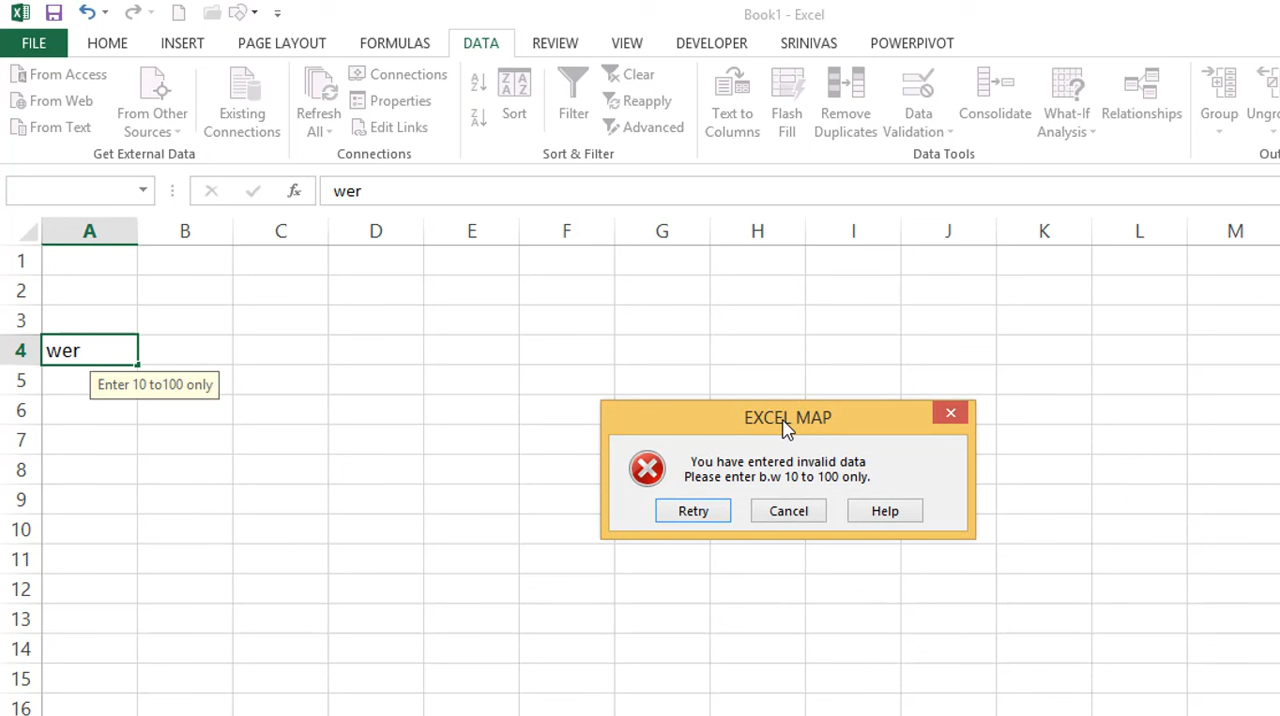 Book1 - Excel
FILE HOME INSERT PAGE LAYOUT FORMULAS DATA REVIEW VIEW DEVELOPER SRINIVAS POWERPIVOT
From Access
From Web
From Text
From Other
Sources
Existing
Connections
Get External Data
Refresh
All
Connections
Properties
Edit Links
Connections
Sort
Filter
Clear
Reapply
Advanced
Sort & Filter
Text to
Columns
Flash
Fill
Remove
Duplicates
Data
Validation
Consolidate
What-If
Analysis
Relationships
Data Tools
Group
Ungro
Ou
fx wer
A B C D E F G H I J K L M
1
2
3
4 wer
5 Enter 10 to100 only
6
7
8
9
10
11
12
13
14
15
16
EXCEL MAP
You have entered invalid data
Please enter b.w 10 to 100 only.
Retry Cancel Help